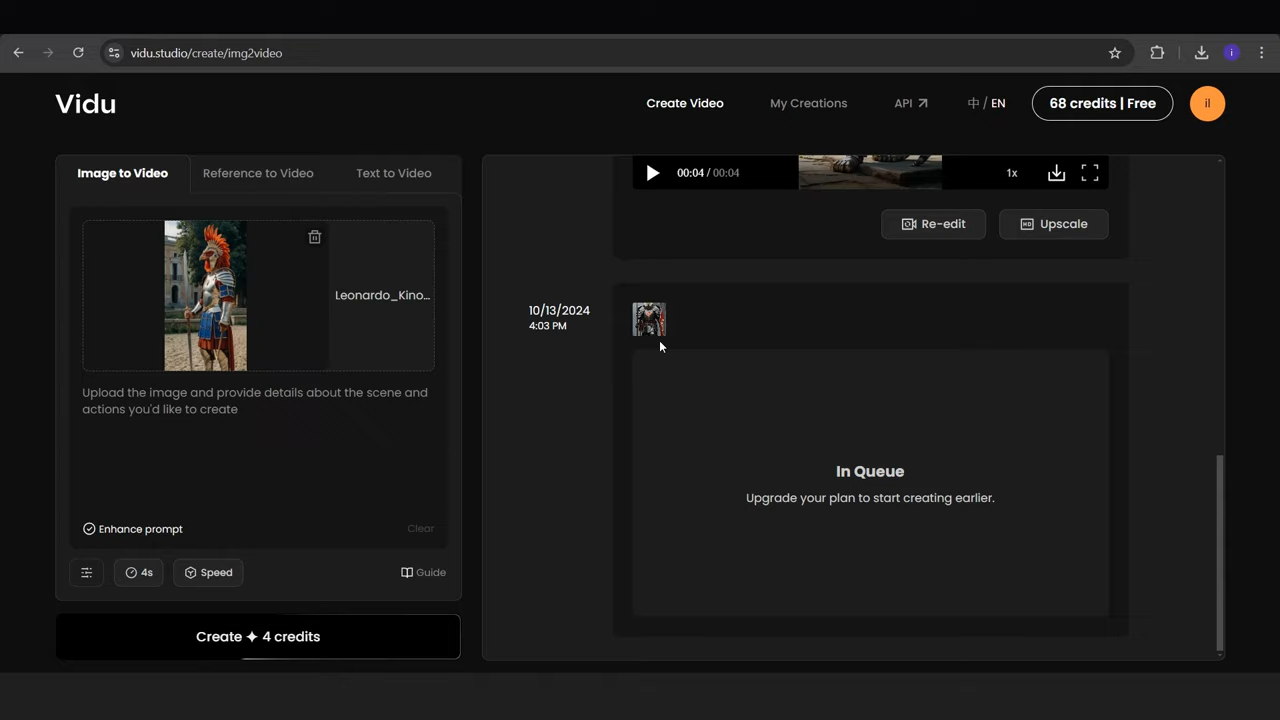 vidu.studio/create/img2video
i
Vidu
Create Video
My Creations
API
中 / EN
68 credits | Free
il
Image to Video
Reference to Video
Text to Video
Leonardo_Kino...
Upload the image and provide details about the scene and
actions you'd like to create
Enhance prompt
Clear
4s
Speed
Guide
Create ✦ 4 credits
00:04 / 00:04
1x
Re-edit
HD Upscale
10/13/2024
4:03 PM
In Queue
Upgrade your plan to start creating earlier.